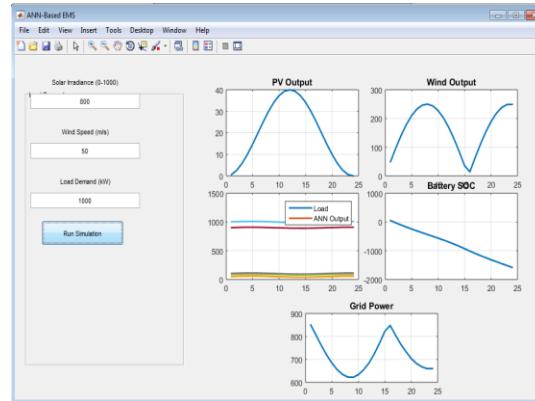 ANN-Based EMS
File Edit View Insert Tools Desktop Window Help
Solar Irradiance (0-1000)
800
Wind Speed (m/s)
50
Load Demand (kW)
1000
Run Simulation
PV Output
40
30
20
10
0
0 5 10 15 20 25
Wind Output
300
200
100
0
0 5 10 15 20 25
1500
1000
500
0
0 5 10 15 20 25
Load
ANN Output
Battery SOC
1000
0
-1000
-2000
0 5 10 15 20 25
Grid Power
900
800
700
600
0 5 10 15 20 25